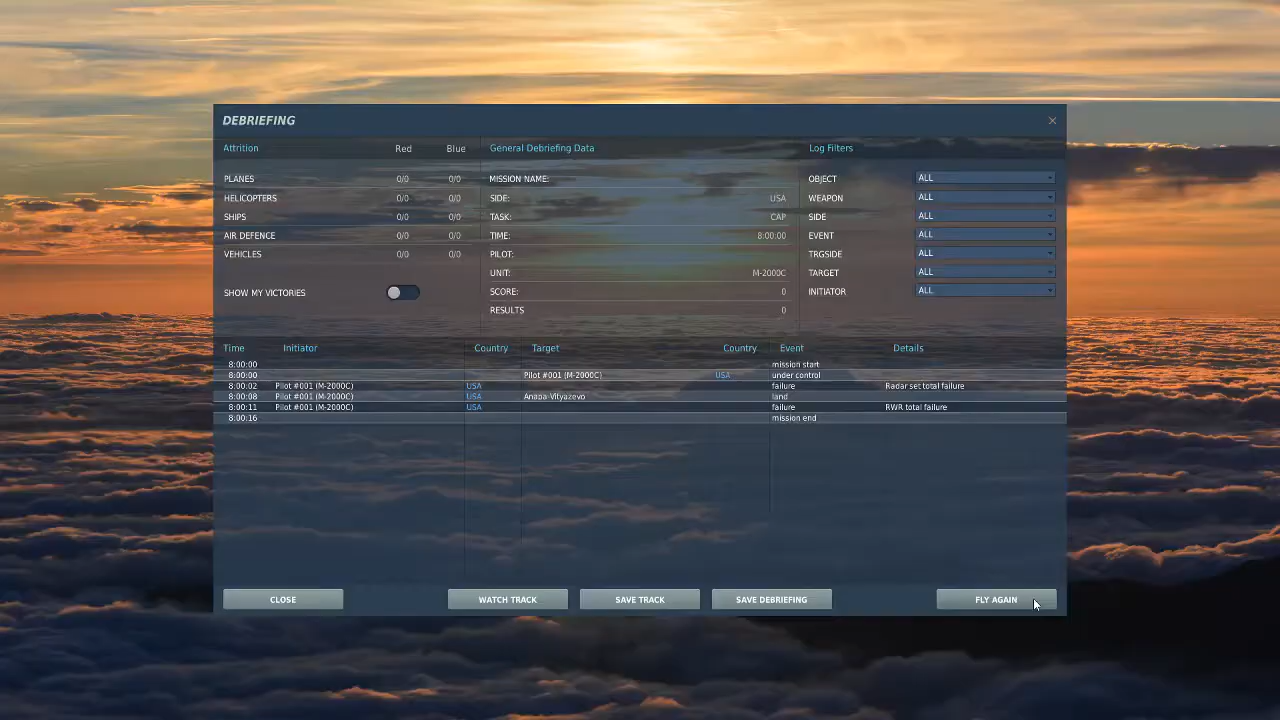 DEBRIEFING
Attrition Red Blue General Debriefing Data Log Filters
PLANES 0/0 0/0 MISSION NAME: OBJECT ALL
HELICOPTERS 0/0 0/0 SIDE: USA WEAPON ALL
SHIPS 0/0 0/0 TASK: CAP SIDE ALL
AIR DEFENCE 0/0 0/0 TIME: 8:00:00 EVENT ALL
VEHICLES 0/0 0/0 PILOT: TRGSIDE ALL
UNIT: M-2000C TARGET ALL
SHOW MY VICTORIES SCORE: 0 INITIATOR ALL
RESULTS 0
Time Initiator Country Target Country Event Details
8:00:00 mission start
8:00:00 Pilot #001 (M-2000C) USA under control
8:00:02 Pilot #001 (M-2000C) USA failure Radar set total failure
8:00:08 Pilot #001 (M-2000C) USA Anapa-Vityazevo land
8:00:11 Pilot #001 (M-2000C) USA failure RWR total failure
8:00:16 mission end
CLOSE WATCH TRACK SAVE TRACK SAVE DEBRIEFING FLY AGAIN